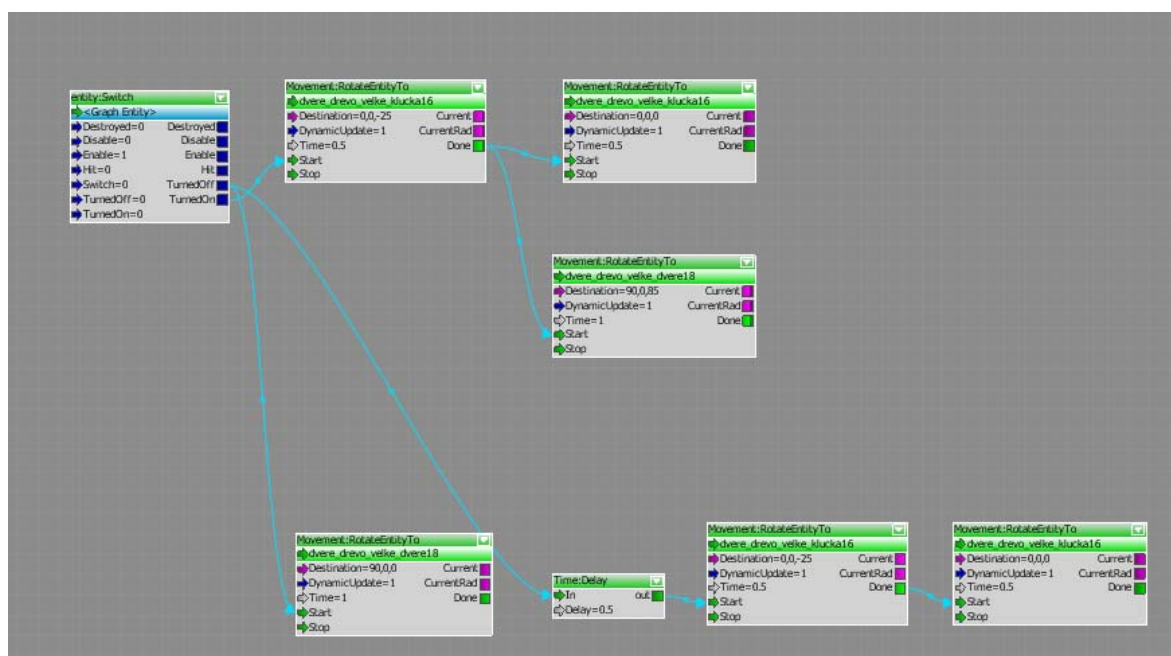 entity:Switch
<Graph Entity>
Destroyed=0 Destroyed
Disable=0 Disable
Enable=1 Enable
Hit=0 Hit
Switch=0 TurnedOff
TurnedOff=0 TurnedOn
TurnedOn=0
Movement:RotateEntityTo
dvere_drevo_velke_klucka16
Destination=0,0,-25 Current
DynamicUpdate=1 CurrentRad
Time=0.5 Done
Start
Stop
Movement:RotateEntityTo
dvere_drevo_velke_klucka16
Destination=0,0,0 Current
DynamicUpdate=1 CurrentRad
Time=0.5 Done
Start
Stop
Movement:RotateEntityTo
dvere_drevo_velke_dvere18
Destination=90,0,85 Current
DynamicUpdate=1 CurrentRad
Time=1 Done
Start
Stop
Movement:RotateEntityTo
dvere_drevo_velke_dvere18
Destination=90,0,0 Current
DynamicUpdate=1 CurrentRad
Time=1 Done
Start
Stop
Time:Delay
In out
Delay=0.5
Movement:RotateEntityTo
dvere_drevo_velke_klucka16
Destination=0,0,-25 Current
DynamicUpdate=1 CurrentRad
Time=0.5 Done
Start
Stop
Movement:RotateEntityTo
dvere_drevo_velke_klucka16
Destination=0,0,0 Current
DynamicUpdate=1 CurrentRad
Time=0.5 Done
Start
Stop